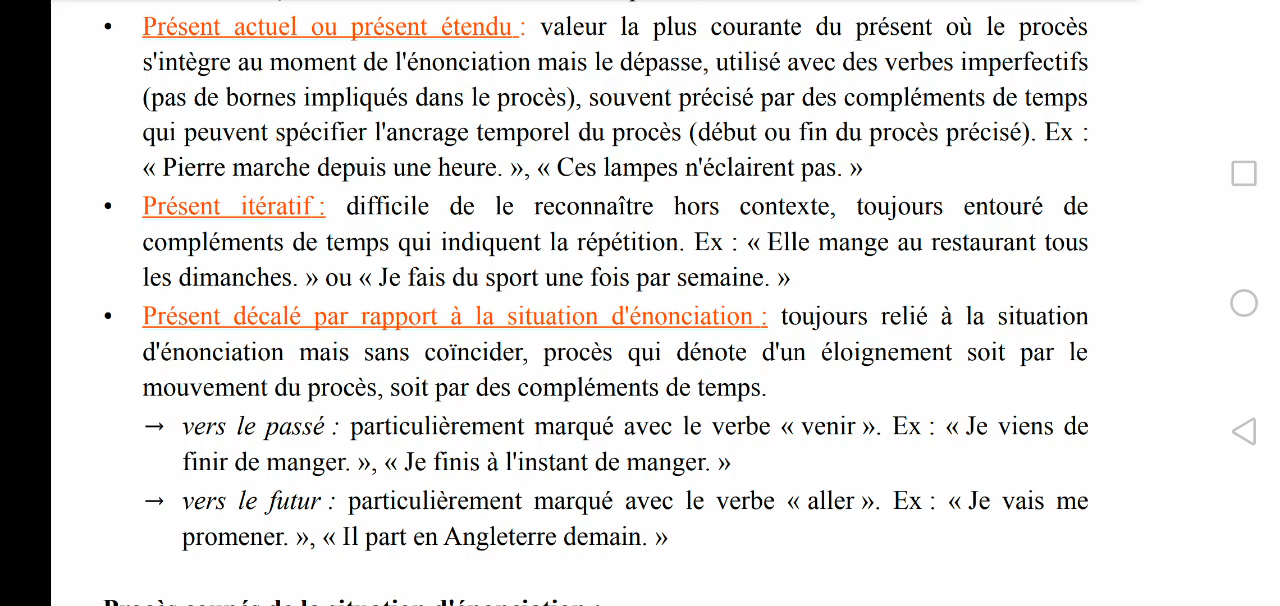 • Présent actuel ou présent étendu : valeur la plus courante du présent où le procès
s'intègre au moment de l'énonciation mais le dépasse, utilisé avec des verbes imperfectifs
(pas de bornes impliqués dans le procès), souvent précisé par des compléments de temps
qui peuvent spécifier l'ancrage temporel du procès (début ou fin du procès précisé). Ex :
« Pierre marche depuis une heure. », « Ces lampes n'éclairent pas. »
• Présent itératif : difficile de le reconnaître hors contexte, toujours entouré de
compléments de temps qui indiquent la répétition. Ex : « Elle mange au restaurant tous
les dimanches. » ou « Je fais du sport une fois par semaine. »
• Présent décalé par rapport à la situation d'énonciation : toujours relié à la situation
d'énonciation mais sans coïncider, procès qui dénote d'un éloignement soit par le
mouvement du procès, soit par des compléments de temps.
→ vers le passé : particulièrement marqué avec le verbe « venir ». Ex : « Je viens de
finir de manger. », « Je finis à l'instant de manger. »
→ vers le futur : particulièrement marqué avec le verbe « aller ». Ex : « Je vais me
promener. », « Il part en Angleterre demain. »
Procès coupés de la situation d'énonciation :